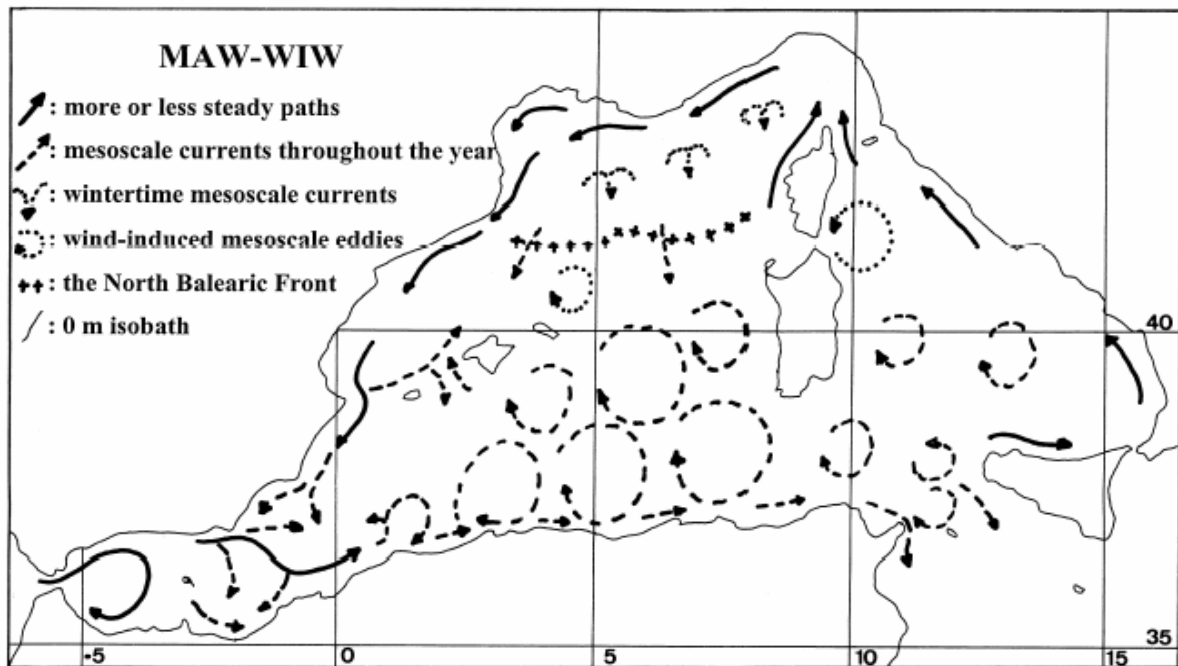 MAW-WIW
: more or less steady paths
: mesoscale currents throughout the year
: wintertime mesoscale currents
: wind-induced mesoscale eddies
: the North Balearic Front
: 0 m isobath
40
35
-5
0
5
10
15